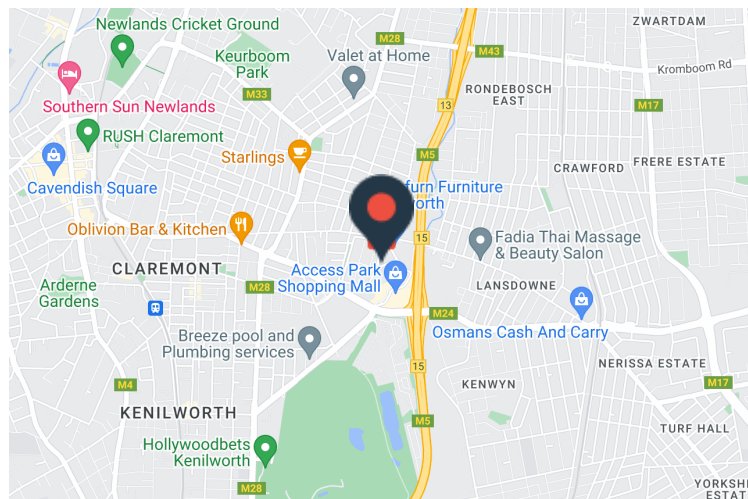 ZWARTDAM
Newlands Cricket Ground
M28
M43
Keurboom
Park
Valet at Home
Kromboom Rd
Southern Sun Newlands
M33
RONDEBOSCH
EAST
13
M17
RUSH Claremont
Starlings
M5
CRAWFORD
FRERE ESTATE
Cavendish Square
furn Furniture
orth
Oblivion Bar & Kitchen
15
Fadia Thai Massage
& Beauty Salon
CLAREMONT
Access Park
Shopping Mall
LANSDOWNE
Arderne
Gardens
M28
M24
Osmans Cash And Carry
Breeze pool and
Plumbing services
15
NERISSA ESTATE
M4
KENWYN
M17
KENILWORTH
M5
TURF HALL
Hollywoodbets
Kenilworth
M28
YORKSHI
ESTAT